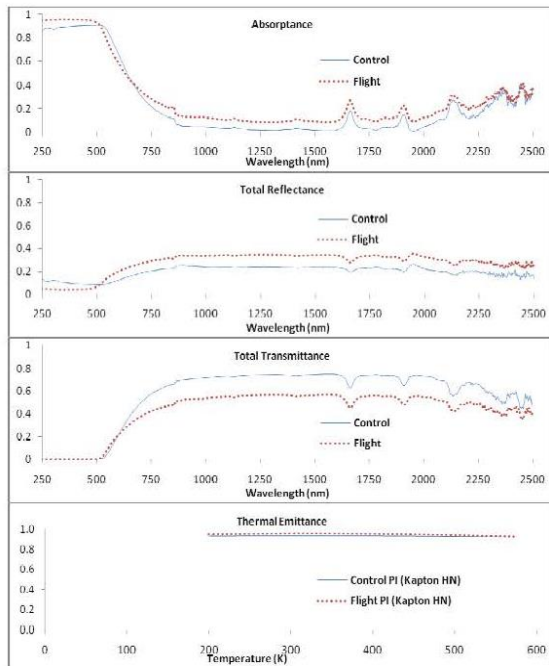 Absorptance
1
0.8
0.6
0.4
0.2
0
Control
Flight
250 500 750 1000 1250 1500 1750 2000 2250 2500
Wavelength (nm)
Total Reflectance
1
0.8
0.6
0.4
0.2
0
Control
Flight
250 500 750 1000 1250 1500 1750 2000 2250 2500
Wavelength (nm)
Total Transmittance
1
0.8
0.6
0.4
0.2
0
Control
Flight
250 500 750 1000 1250 1500 1750 2000 2250 2500
Wavelength (nm)
Thermal Emittance
1.0
0.8
0.6
0.4
0.2
0.0
Control PI (Kapton HN)
Flight PI (Kapton HN)
0 100 200 300 400 500 600
Temperature (K)